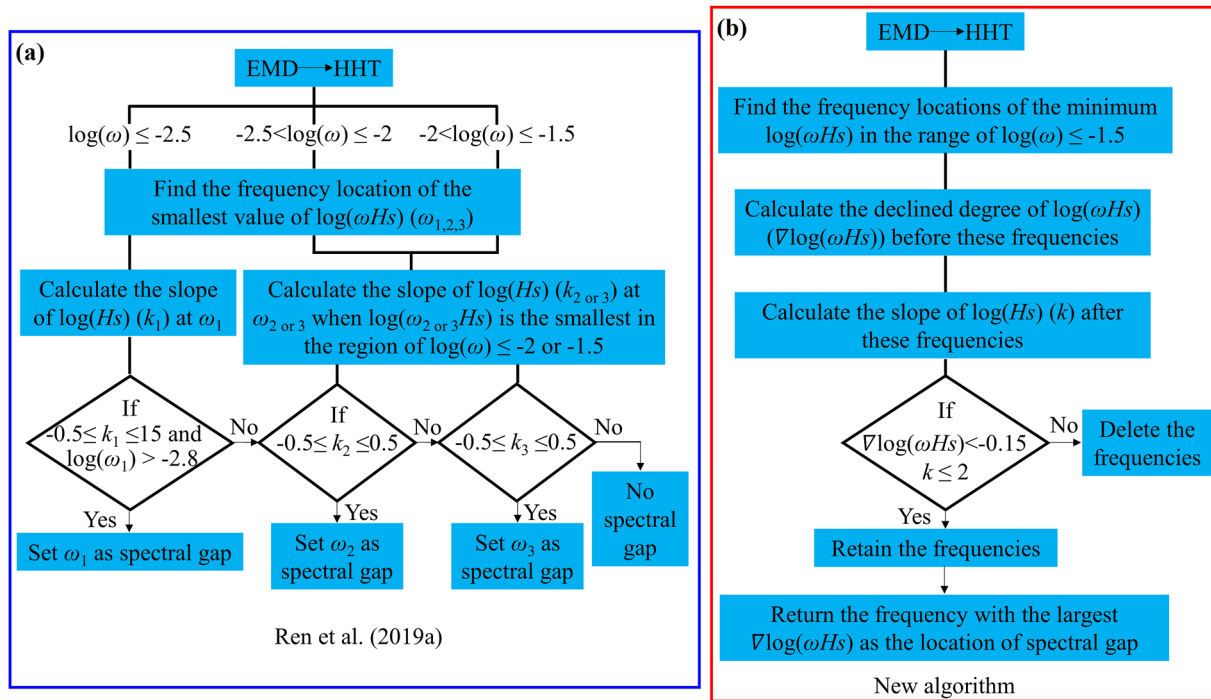 (a)
EMD→HHT
log(ω) ≤ -2.5
-2.5<log(ω) ≤ -2
-2<log(ω) ≤ -1.5
Find the frequency location of the
smallest value of log(ωHs) (ω1,2,3)
Calculate the slope
of log(Hs) (k1) at ω1
Calculate the slope of log(Hs) (k2 or 3) at
ω2 or 3 when log(ω2 or 3Hs) is the smallest in
the region of log(ω) ≤ -2 or -1.5
If
-0.5≤ k1 ≤15 and
log(ω1) > -2.8
No
If
-0.5≤ k2 ≤0.5
No
-0.5≤ k3 ≤0.5
No
Yes
Set ω1 as spectral gap
Yes
Set ω2 as
spectral gap
Yes
Set ω3 as
spectral gap
No
spectral
gap
Ren et al. (2019a)
(b)
EMD→HHT
Find the frequency locations of the minimum
log(ωHs) in the range of log(ω) ≤ -1.5
Calculate the declined degree of log(ωHs)
(∇log(ωHs)) before these frequencies
Calculate the slope of log(Hs) (k) after
these frequencies
If
∇log(ωHs)<-0.15
k ≤ 2
No
Delete the
frequencies
Yes
Retain the frequencies
Return the frequency with the largest
∇log(ωHs) as the location of spectral gap
New algorithm